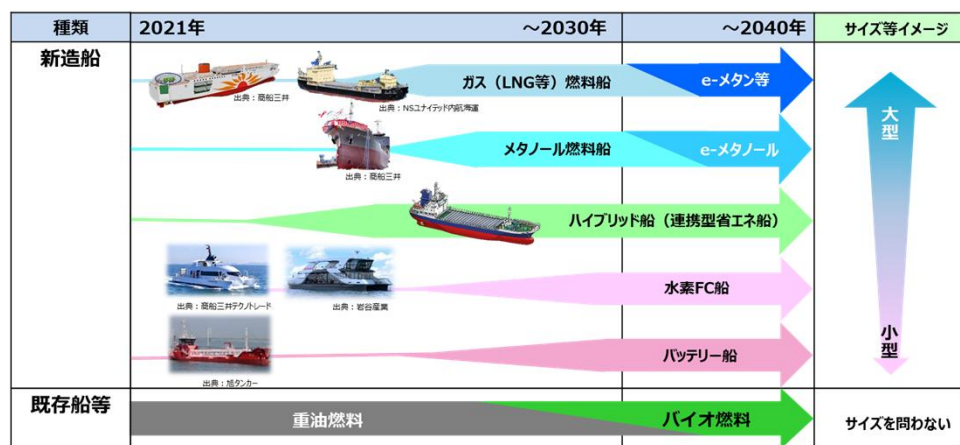 種類
2021年
～2030年
～2040年
サイズ等イメージ
新造船
ガス（LNG等）燃料船
e-メタン等
出典：商船三井
出典：NSユナイテッド内航海運
大型
メタノール燃料船
e-メタノール
出典：商船三井
ハイブリッド船（連携型省エネ船）
水素FC船
出典：商船三井テクノトレード
出典：岩谷産業
小型
バッテリー船
出典：旭タンカー
既存船等
重油燃料
バイオ燃料
サイズを問わない